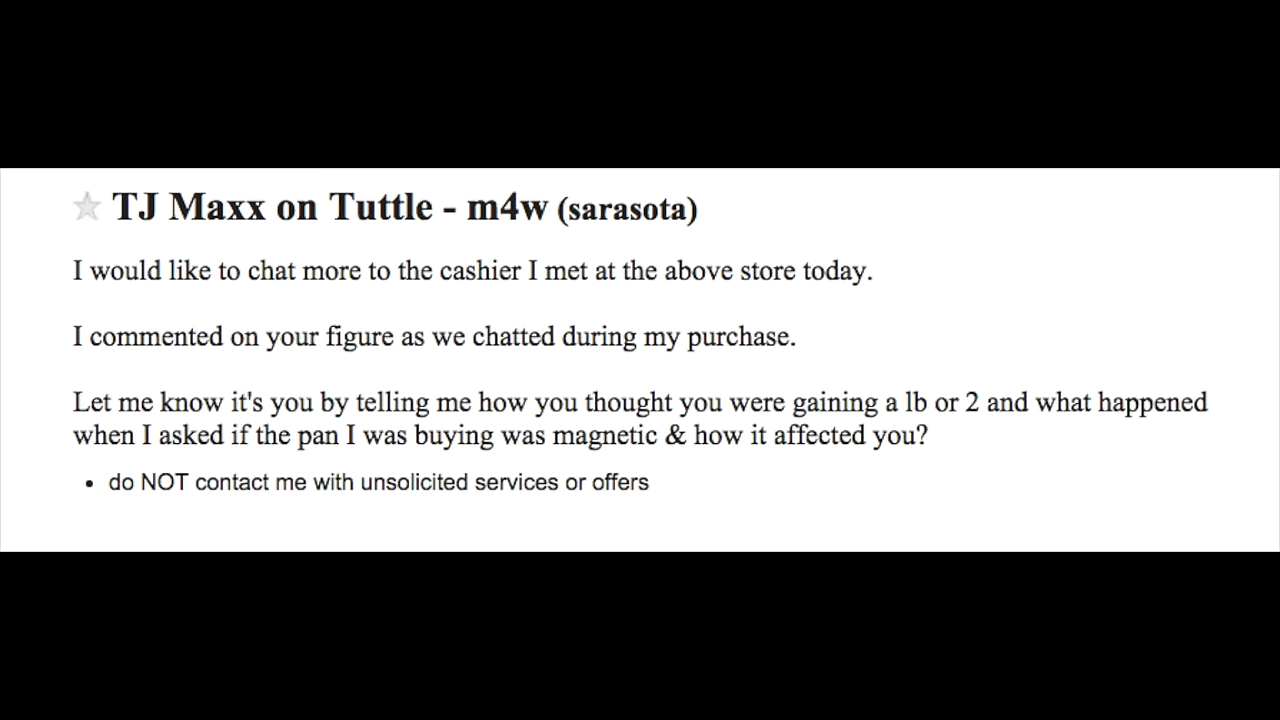 TJ Maxx on Tuttle - m4w (sarasota)
I would like to chat more to the cashier I met at the above store today.
I commented on your figure as we chatted during my purchase.
Let me know it's you by telling me how you thought you were gaining a lb or 2 and what happened
when I asked if the pan I was buying was magnetic & how it affected you?
• do NOT contact me with unsolicited services or offers